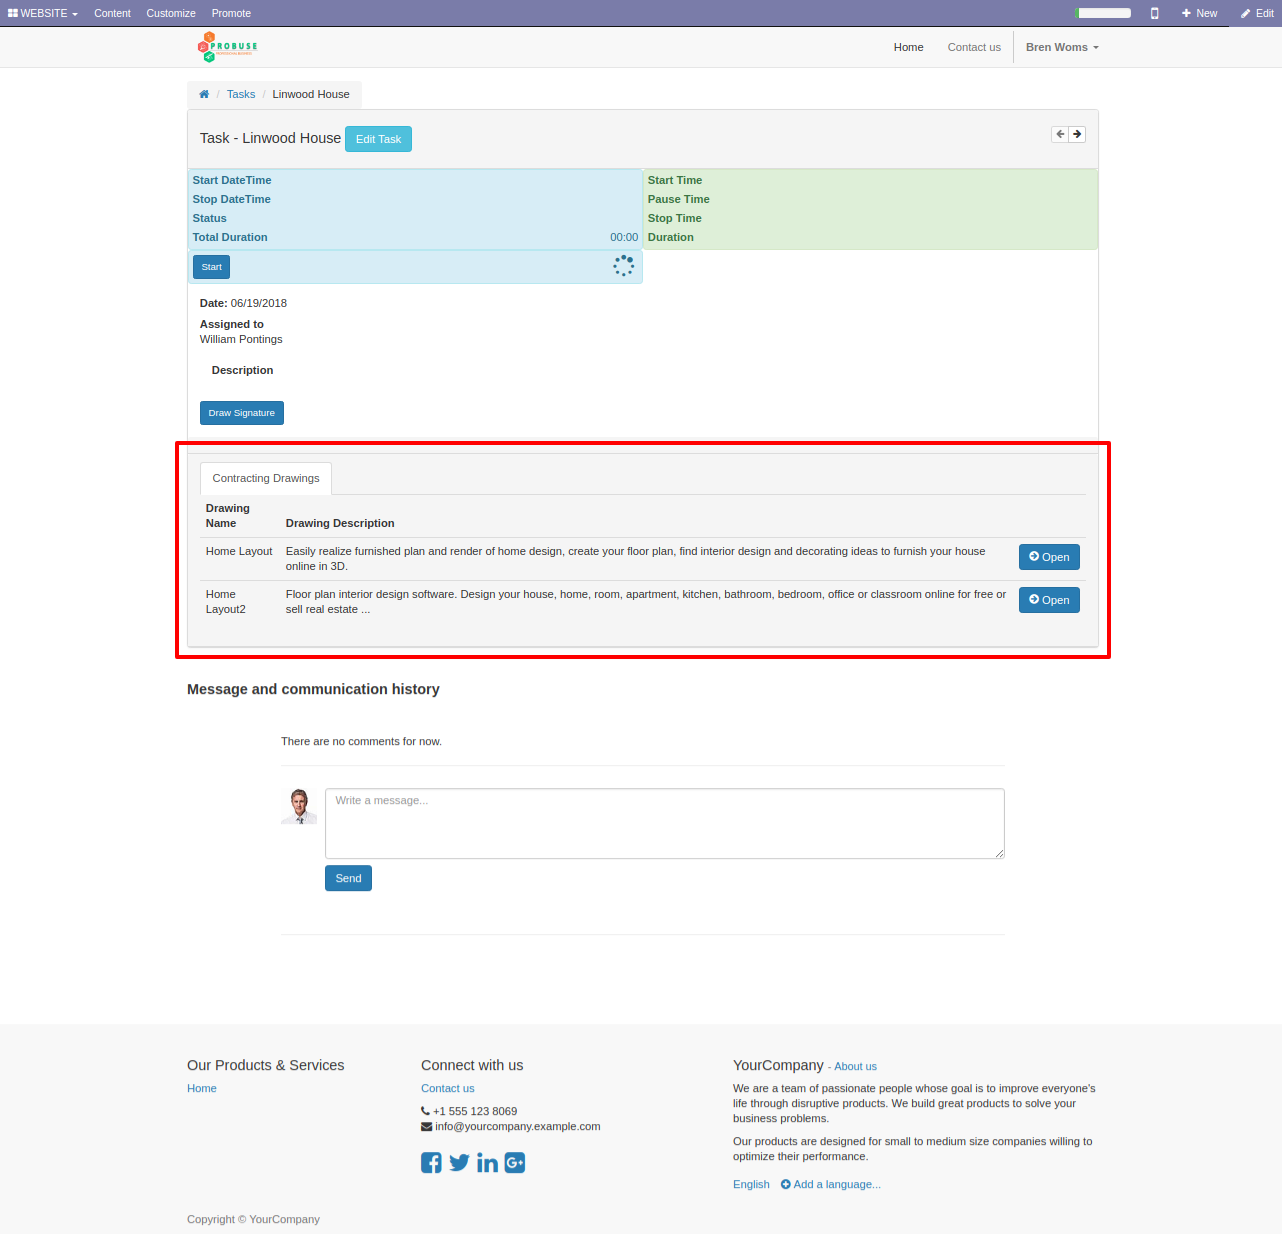 WEBSITE Content Customize Promote New Edit
PROBUSE Home Contact us Bren Woms
/ Tasks / Linwood House
Task - Linwood House Edit Task
Start DateTime
Stop DateTime
Status
Total Duration 00:00
Start Time
Pause Time
Stop Time
Duration
Start
Date: 06/19/2018
Assigned to
William Pontings
Description
Draw Signature
Contracting Drawings
Drawing
Name
Drawing Description
Home Layout
Easily realize furnished plan and render of home design, create your floor plan, find interior design and decorating ideas to furnish your house
online in 3D.
Open
Home
Layout2
Floor plan interior design software. Design your house, home, room, apartment, kitchen, bathroom, bedroom, office or classroom online for free or
sell real estate ...
Open
Message and communication history
There are no comments for now.
Write a message...
Send
Our Products & Services
Home
Connect with us
Contact us
+1 555 123 8069
info@yourcompany.example.com
YourCompany - About us
We are a team of passionate people whose goal is to improve everyone's
life through disruptive products. We build great products to solve your
business problems.
Our products are designed for small to medium size companies willing to
optimize their performance.
English Add a language...
Copyright © YourCompany